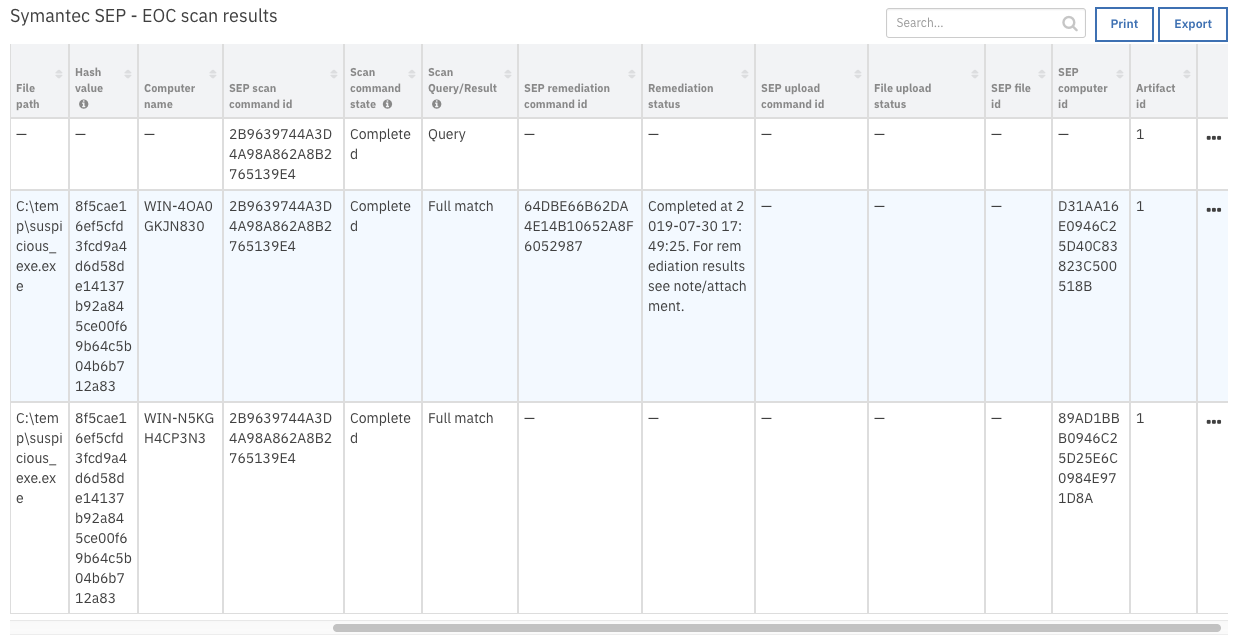 Symantec SEP - EOC scan results
Search...
Print
Export
File
path
Hash
value
Computer
name
SEP scan
command id
Scan
command
state
Scan
Query/Result
SEP remediation
command id
Remediation
status
SEP upload
command id
File upload
status
SEP file
id
SEP
computer
id
Artifact
id
—
—
—
2B9639744A3D
4A98A862A8B2
765139E4
Complete
d
Query
—
—
—
—
—
—
1
C:\tem
p\suspi
cious_
exe.ex
e
8f5cae1
6ef5cfd
3fcd9a4
d6d58d
e14137
b92a84
5ce00f6
9b64c5b
04b6b7
12a83
WIN-4OA0
GKJN830
2B9639744A3D
4A98A862A8B2
765139E4
Complete
d
Full match
64DBE66B62DA
4E14B10652A8F
6052987
Completed at 2
019-07-30 17:
49:25. For rem
ediation results
see note/attach
ment.
—
—
—
D31AA16
E0946C2
5D40C83
823C500
518B
1
C:\tem
p\suspi
cious_
exe.ex
e
8f5cae1
6ef5cfd
3fcd9a4
d6d58d
e14137
b92a84
5ce00f6
9b64c5b
04b6b7
12a83
WIN-N5KG
H4CP3N3
2B9639744A3D
4A98A862A8B2
765139E4
Complete
d
Full match
—
—
—
—
—
89AD1BB
B0946C2
5D25E6C
0984E97
1D8A
1